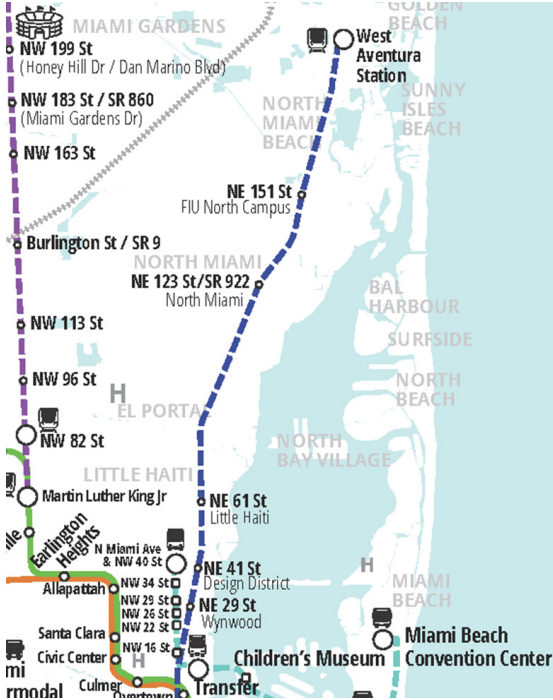 GOLDEN
BEACH
MIAMI GARDENS
West
Aventura
Station
NW 199 St
(Honey Hill Dr / Dan Marino Blvd)
NW 183 St / SR 860
(Miami Gardens Dr)
NORTH
MIAMI
BEACH
SUNNY
ISLES
BEACH
NW 163 St
NE 151 St
FIU North Campus
Burlington St / SR 9
NORTH MIAMI
NE 123 St/SR 922
North Miami
BAL
HARBOUR
NW 113 St
SURFSIDE
NW 96 St
NORTH
BEACH
H
EL PORTAL
NW 82 St
NORTH
BAY VILLAGE
LITTLE HAITI
Martin Luther King Jr
NE 61 St
Little Haiti
Earlington
Heights
N Miami Ave
& NW 40 St
NE 41 St
Design District
H
MIAMI
BEACH
Allapattah
NW 34 St
NW 29 St
NW 26 St
NW 22 St
NE 29 St
Wynwood
Santa Clara
NW 16 St
Miami Beach
Convention Center
Civic Center
H
Children's Museum
Culmer
Transfer
Overtown